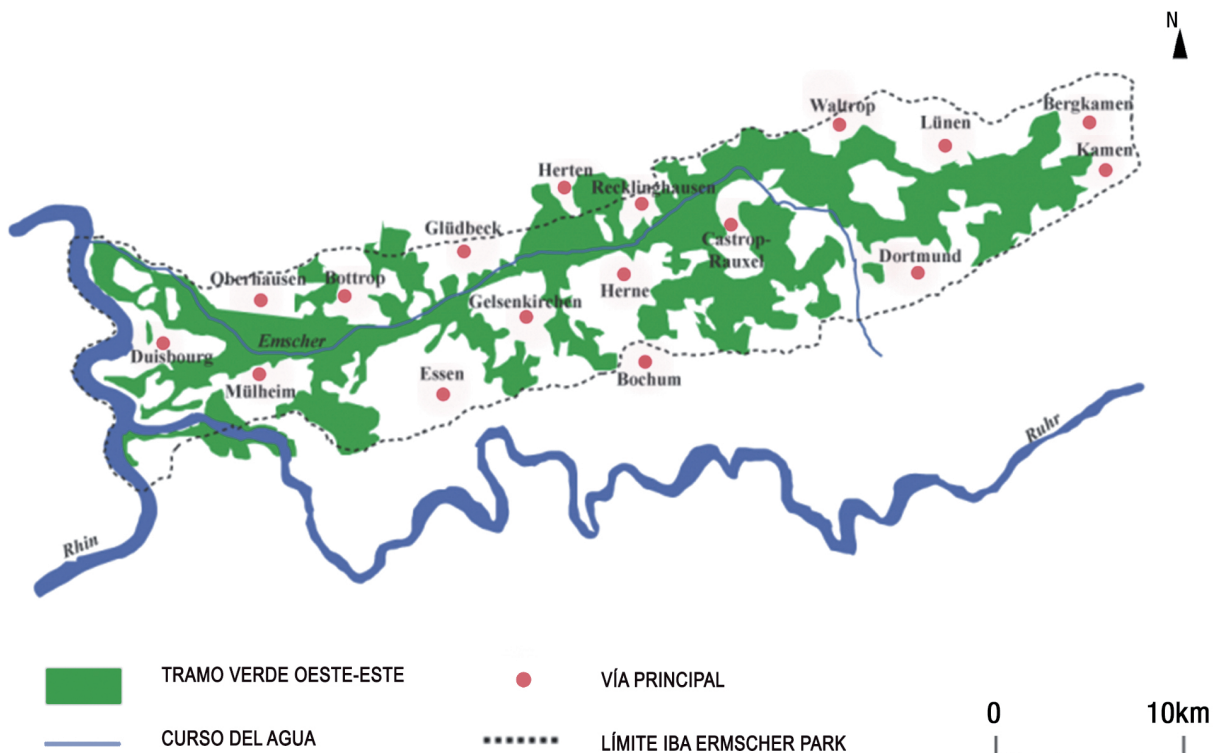 N
Waltrop
Bergkamen
Lünen
Kamen
Herten
Recklinghausen
Glüdbeck
Castrop-
Rauxel
Dortmund
Oberhausen
Bottrop
Herne
Gelsenkirchen
Emscher
Duisbourg
Essen
Bochum
Mülheim
Ruhr
Rhin
TRAMO VERDE OESTE-ESTE
VÍA PRINCIPAL
CURSO DEL AGUA
LÍMITE IBA ERMSCHER PARK
0 10km